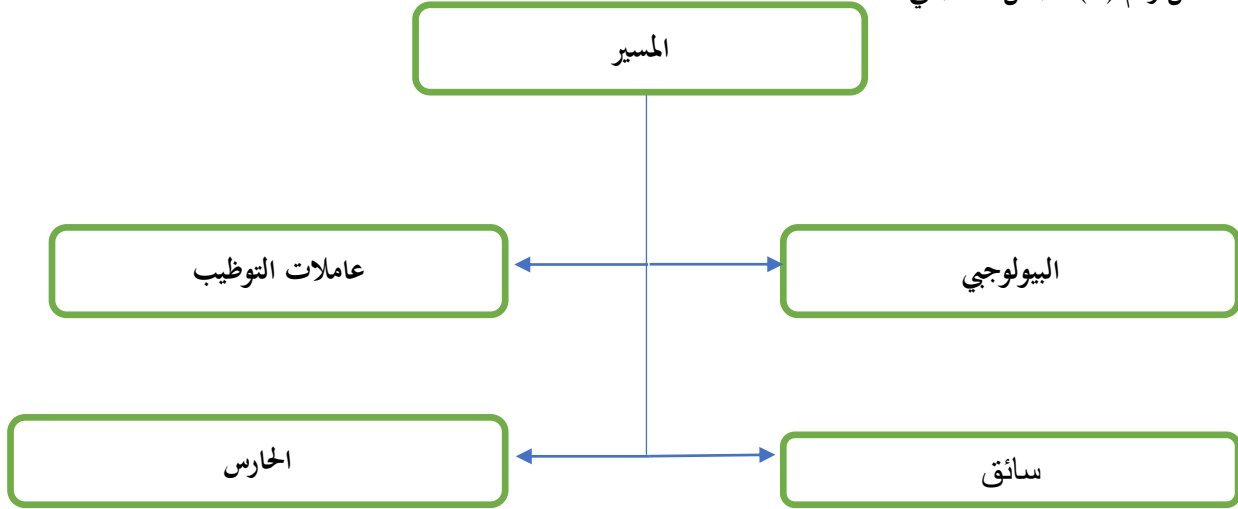 المسير
البيولوجي
عاملات التوظيب
سائق
الحارس